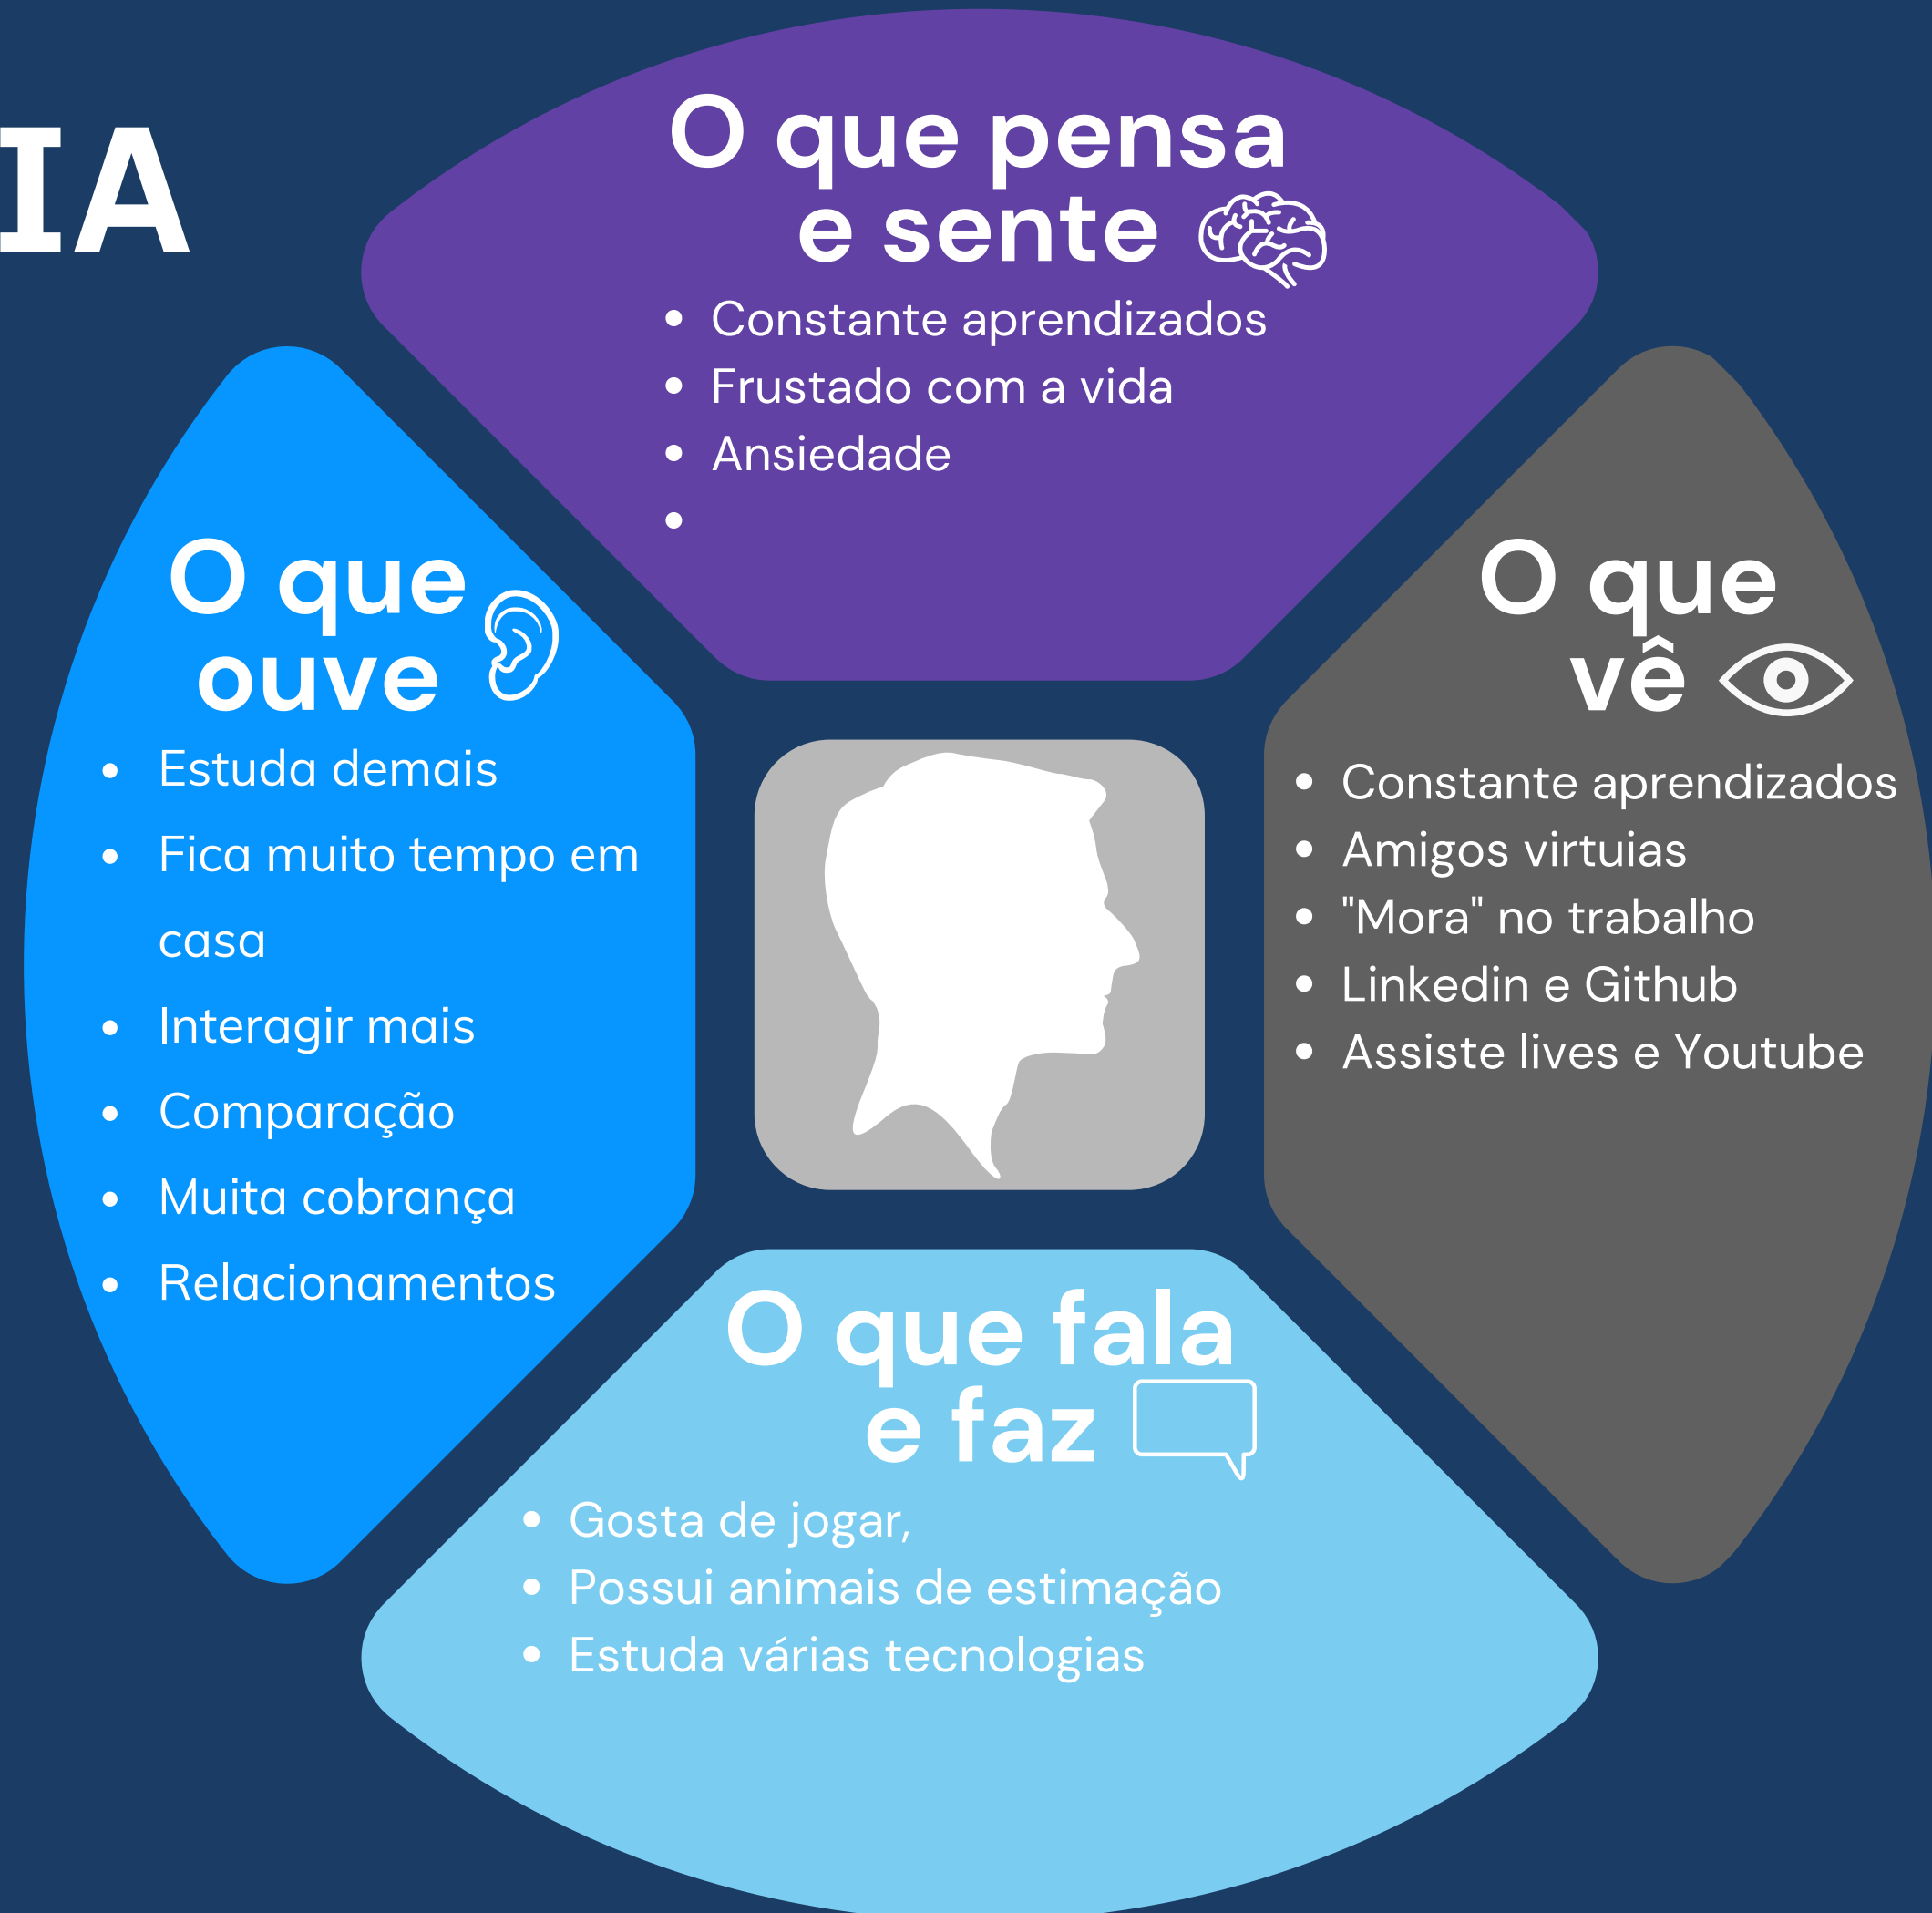 IA
O que pensa
e sente
• Constante aprendizados
• Frustado com a vida
• Ansiedade
•
O que
ouve
• Estuda demais
• Fica muito tempo em
casa
• Interagir mais
• Comparação
• Muita cobrança
• Relacionamentos
O que
vê
• Constante aprendizados
• Amigos virtuias
• "Mora" no trabalho
• Linkedin e Github
• Assiste lives e Youtube
O que fala
e faz
• Gosta de jogar,
• Possui animais de estimação
• Estuda várias tecnologias